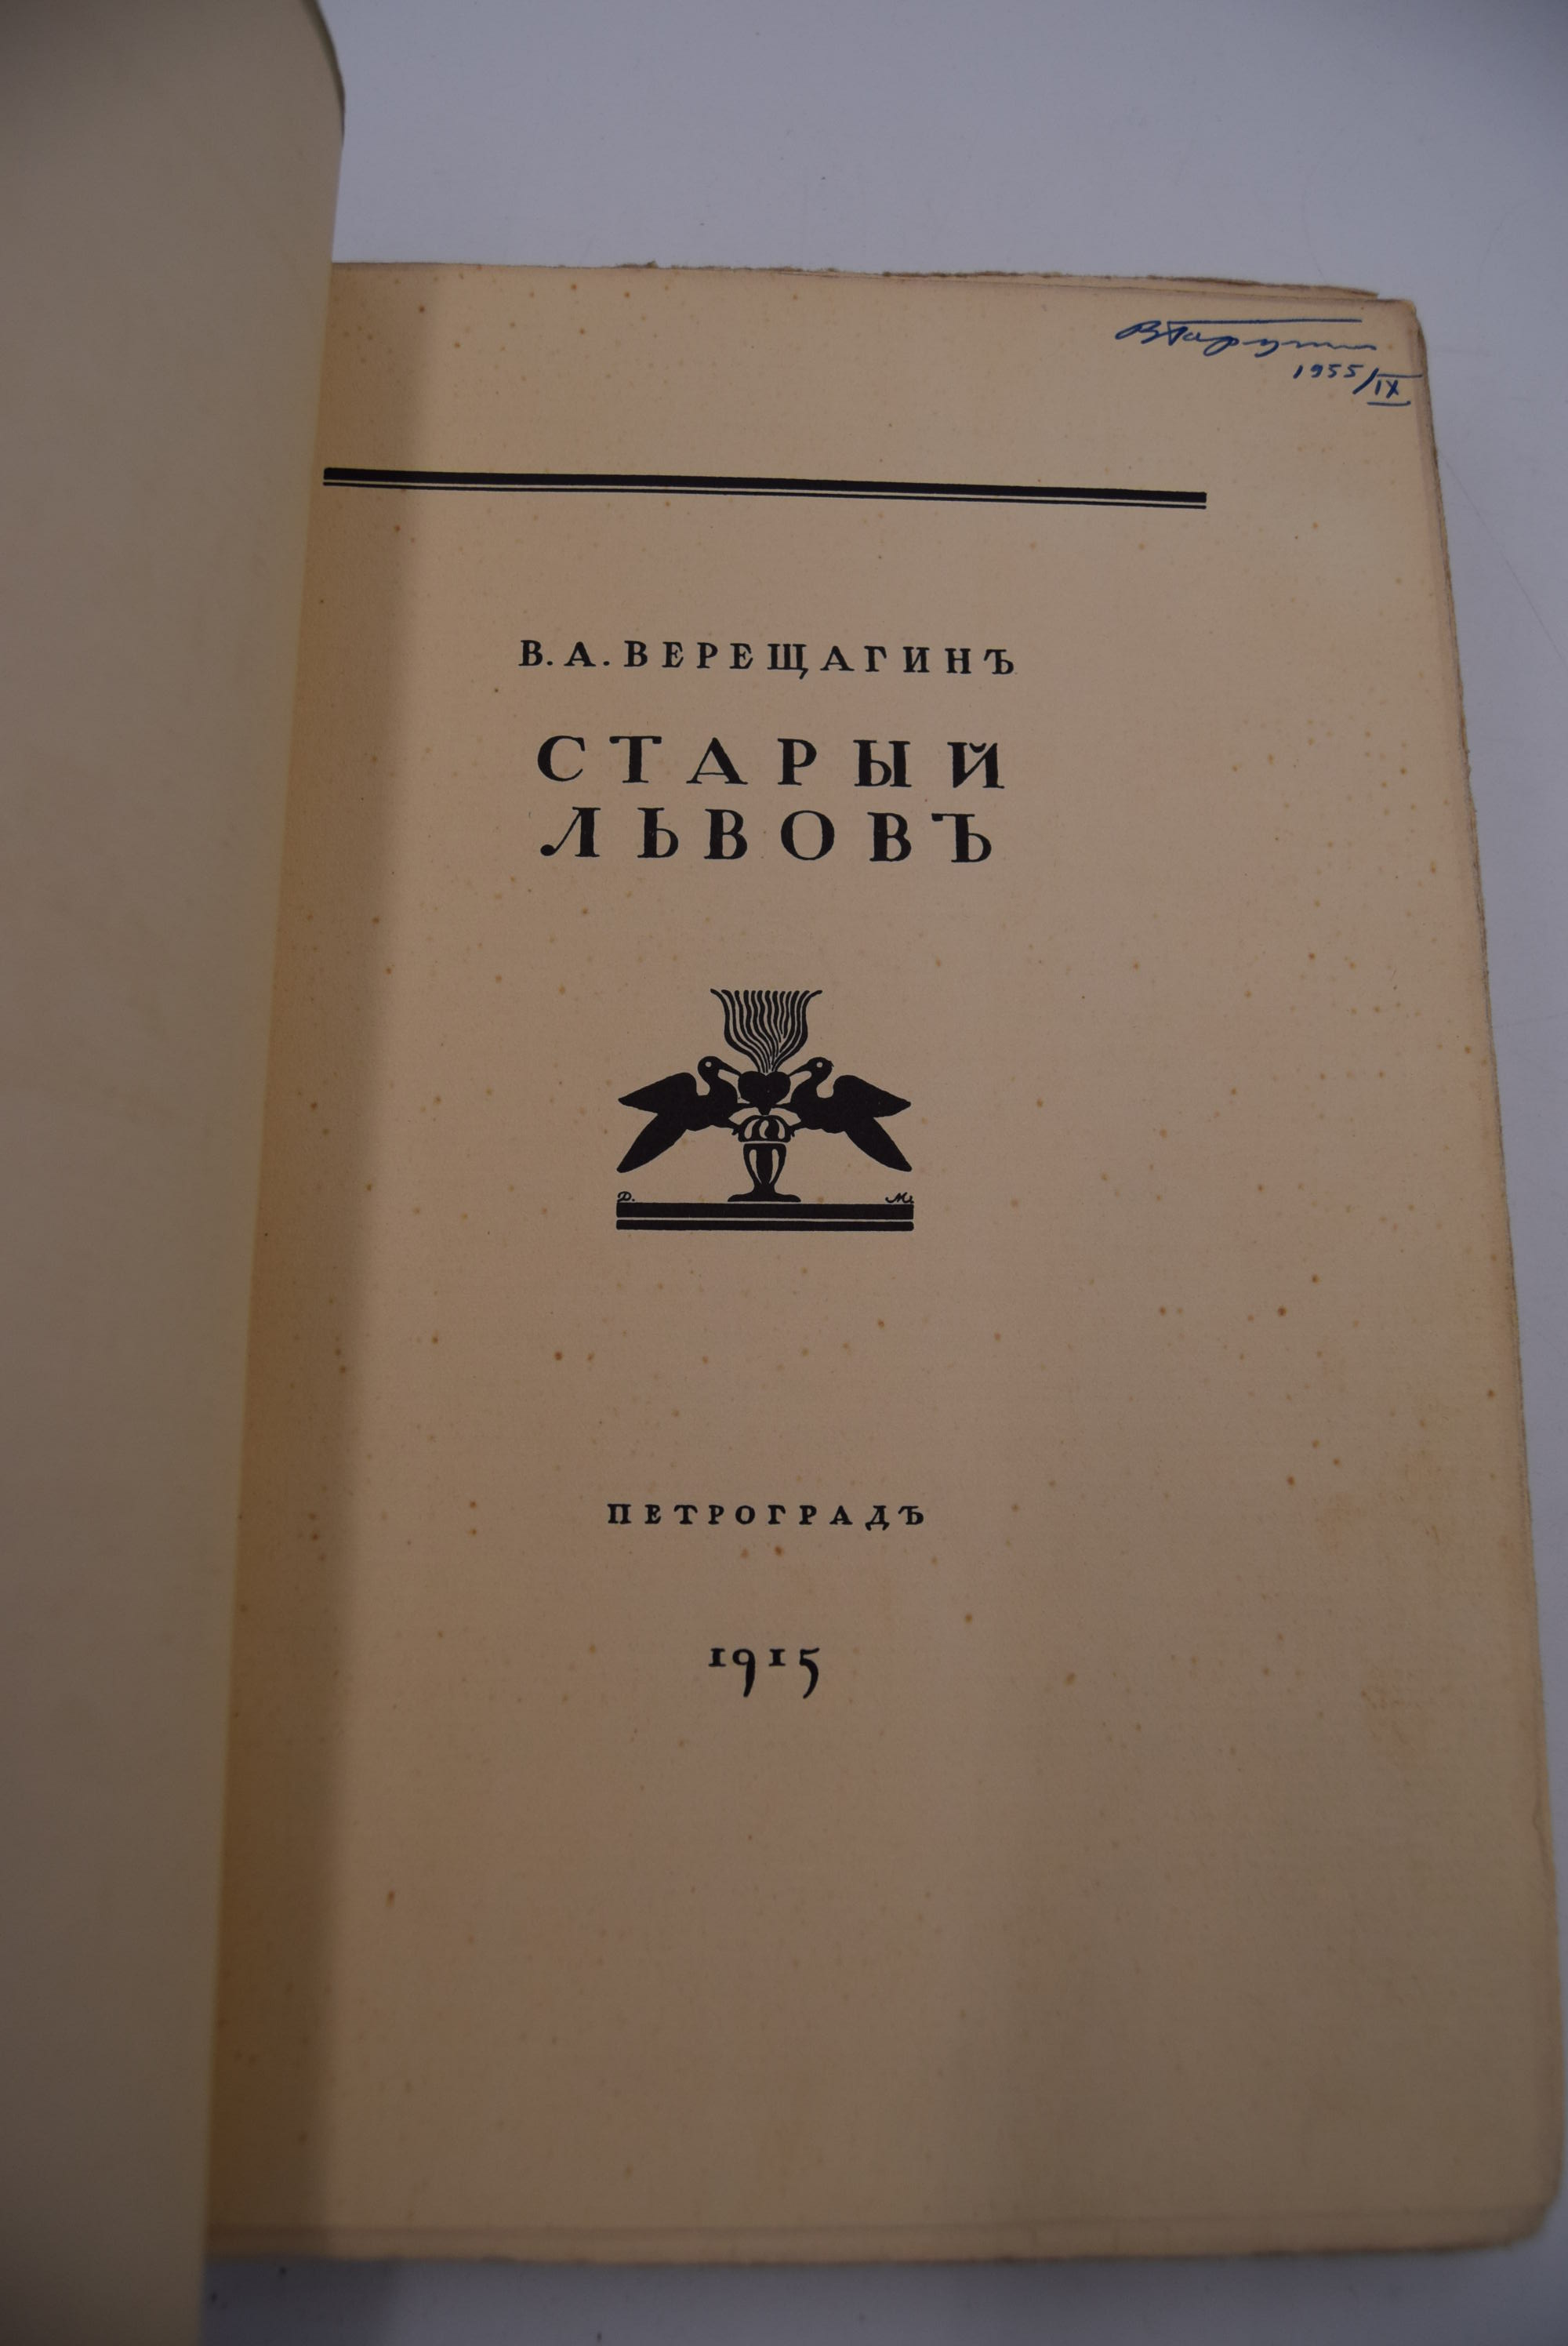 1955/IX
В. А. ВЕРЕЩАГИНЪ
СТАРЫЙ
ЛЬВОВЪ
Д. М.
ПЕТРОГРАДЪ
1915